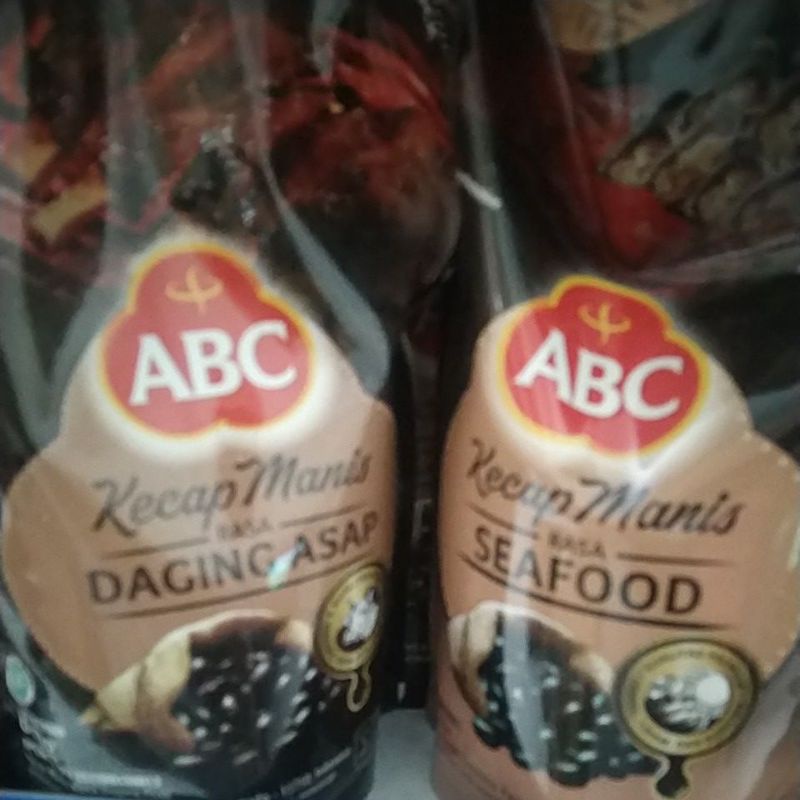 ABC
Kecap Manis
RASA
DAGING ASAP
ABC
Kecap Manis
RASA
SEAFOOD